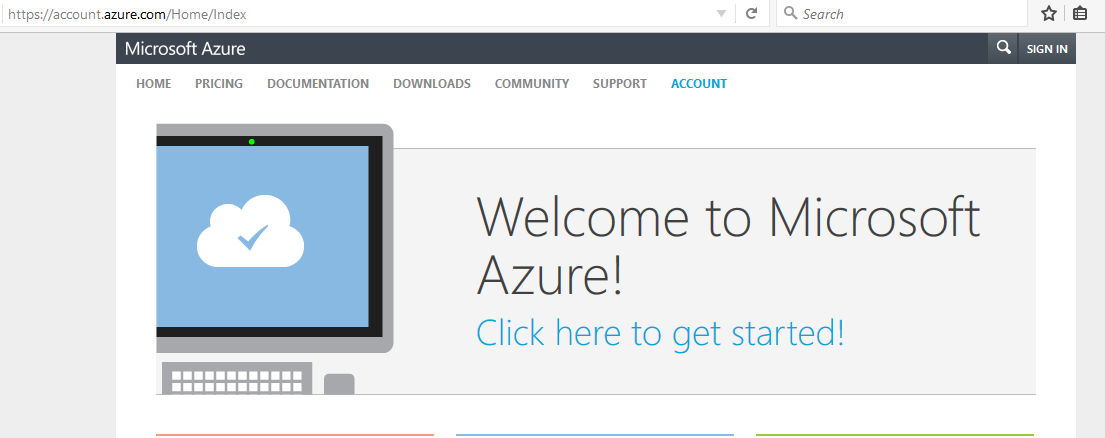 https://account.azure.com/Home/Index
Search
Microsoft Azure
SIGN IN
HOME PRICING DOCUMENTATION DOWNLOADS COMMUNITY SUPPORT ACCOUNT
Welcome to Microsoft
Azure!
Click here to get started!